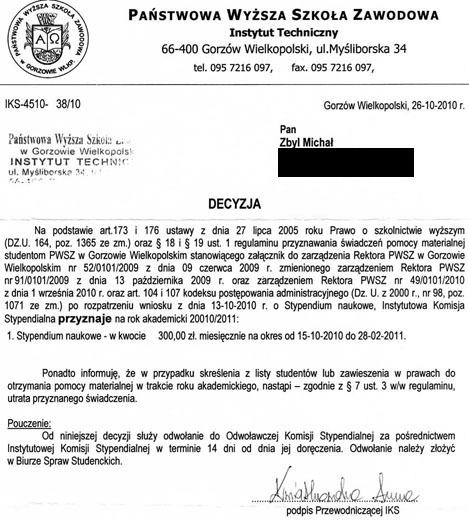 PAŃSTWOWA WYŻSZA SZKOŁA ZAWODOWA
w GORZOWIE WLKP.
PAŃSTWOWA WYŻSZA SZKOŁA ZAWODOWA
Instytut Techniczny
66-400 Gorzów Wielkopolski, ul.Myśliborska 34
tel. 095 7216 097, fax. 095 7216 097,
IKS-4510- 38/10
Gorzów Wielkopolski, 26-10-2010 r.
Państwowa Wyższa Szkoła
w Gorzowie Wielkopolsk
INSTYTUT TECHNIC
ul. Myśliborska 34,
Pan
Zbyl Michał
DECYZJA
Na podstawie art.173 i 176 ustawy z dnia 27 lipca 2005 roku Prawo o szkolnictwie wyższym
(DZ.U. 164, poz. 1365 ze zm.) oraz § 18 i § 19 ust. 1 regulaminu przyznawania świadczeń pomocy materialnej
studentom PWSZ w Gorzowie Wielkopolskim stanowiącego załącznik do zarządzenia Rektora PWSZ w Gorzowie
Wielkopolskim nr 52/0101/2009 z dnia 09 czerwca 2009 r. zmienionego zarządzeniem Rektora PWSZ
nr 91/0101/2009 z dnia 13 października 2009 r. oraz zarządzeniem Rektora PWSZ nr 49/0101/2010
z dnia 1 września 2010 r. oraz art. 104 i 107 kodeksu postępowania administracyjnego (Dz. U. z 2000 r., nr 98, poz.
1071 ze zm.) po rozpatrzeniu wniosku z dnia 13-10-2010 r. o Stypendium naukowe, Instytutowa Komisja
Stypendialna przyznaje na rok akademicki 20010/2011:
1. Stypendium naukowe - w kwocie 300,00 zł. miesięcznie na okres od 15-10-2010 do 28-02-2011.
Ponadto informuję, że w przypadku skreślenia z listy studentów lub zawieszenia w prawach do
otrzymania pomocy materialnej w trakcie roku akademickiego, nastąpi – zgodnie z § 7 ust. 3 w/w regulaminu,
utrata przyznanego świadczenia.
Pouczenie:
Od niniejszej decyzji służy odwołanie do Odwoławczej Komisji Stypendialnej za pośrednictwem
Instytutowej Komisji Stypendialnej w terminie 14 dni od dnia jej doręczenia. Odwołanie należy złożyć
w Biurze Spraw Studenckich.
Anna
podpis Przewodniczącej IKS